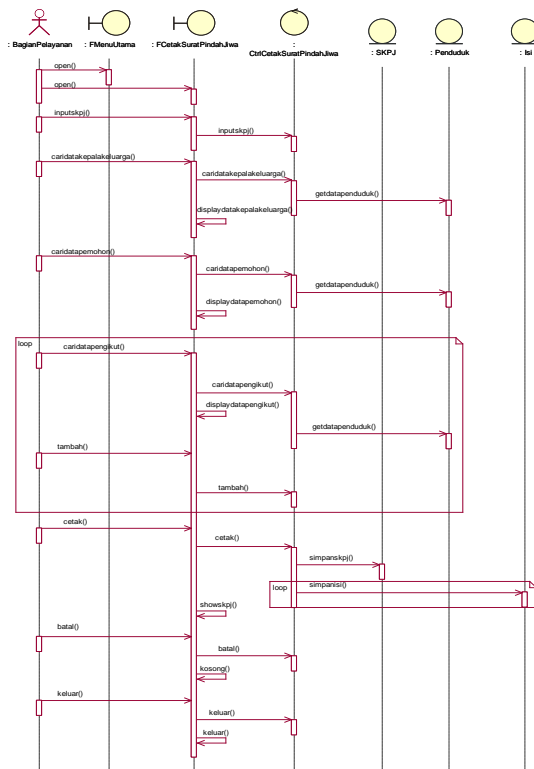 : BagianPelayanan
: FMenuUtama
: FCetakSuratPindahJiwa
:
CtrlCetakSuratPindahJiwa
: SKPJ
: Penduduk
: Isi
open()
open()
inputskpj()
inputskpj()
caridatakepalakeluarga()
caridatakepalakeluarga()
getdatapenduduk()
displaydatakepalakeluarga()
caridatapemohon()
caridatapemohon()
getdatapenduduk()
displaydatapemohon()
loop
caridatapengikut()
caridatapengikut()
displaydatapengikut()
getdatapenduduk()
tambah()
tambah()
cetak()
cetak()
simpanskpj()
loop
simpanisi()
showskpj()
batal()
batal()
kosong()
keluar()
keluar()
keluar()